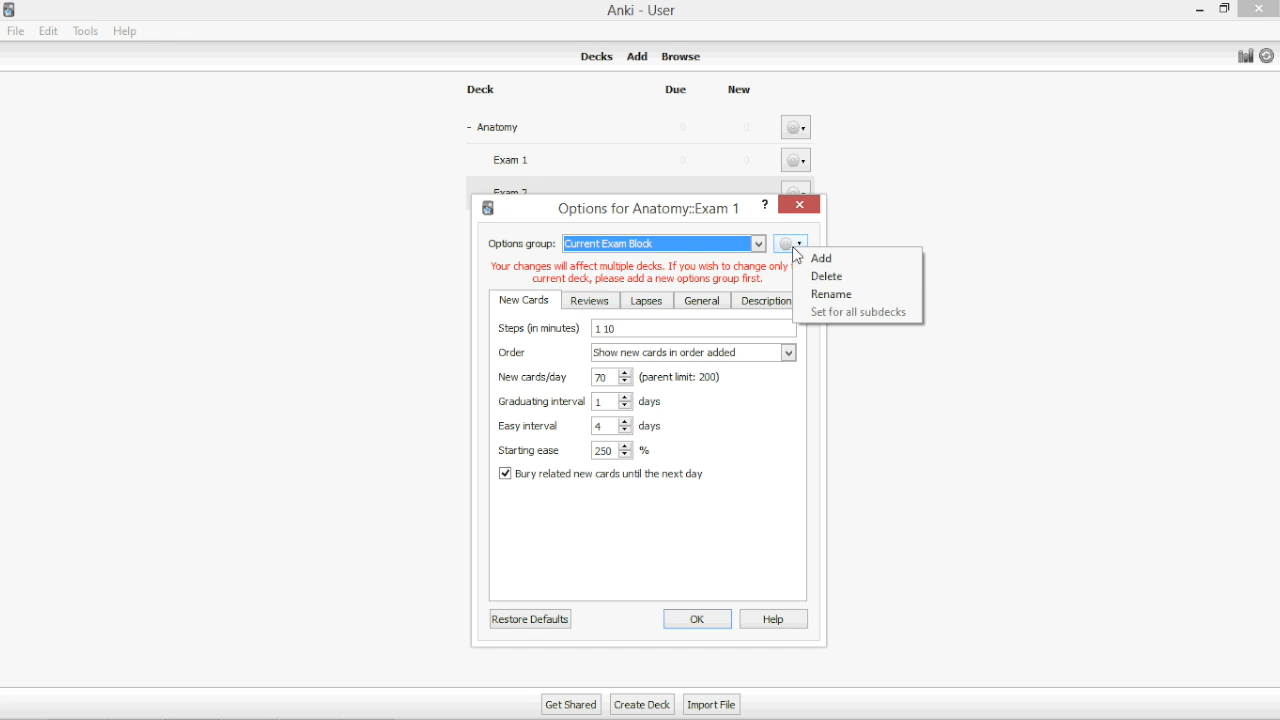 Anki - User
File Edit Tools Help
Decks Add Browse
Deck Due New
- Anatomy 0 0
Exam 1 0 0
Exam 2
Options for Anatomy::Exam 1 ?
Options group: Current Exam Block
Your changes will affect multiple decks. If you wish to change only
current deck, please add a new options group first.
Add
Delete
Rename
Set for all subdecks
New Cards Reviews Lapses General Description
Steps (in minutes) 1 10
Order Show new cards in order added
New cards/day 70 (parent limit: 200)
Graduating interval 1 days
Easy interval 4 days
Starting ease 250 %
Bury related new cards until the next day
Restore Defaults OK Help
Get Shared Create Deck Import File